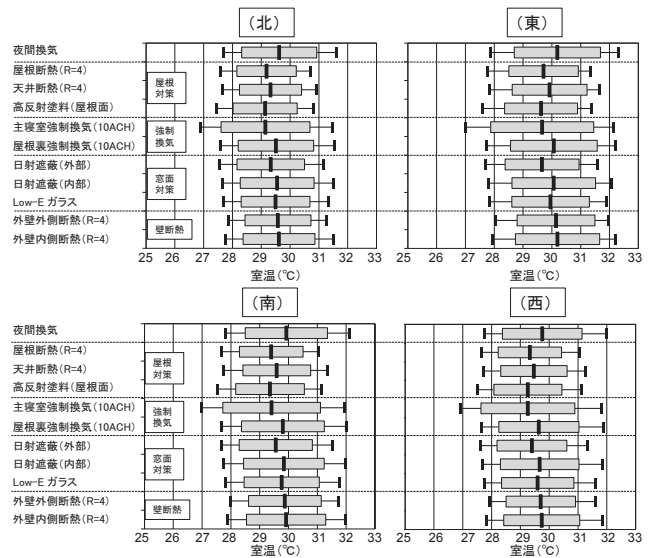 （北）
（東）
夜間換気
屋根断熱(R=4)
天井断熱(R=4)
高反射塗料(屋根面)
屋根
対策
主寝室強制換気(10ACH)
屋根裏強制換気(10ACH)
強制
換気
日射遮蔽(外部)
日射遮蔽(内部)
Low-E ガラス
窓面
対策
外壁外側断熱(R=4)
外壁内側断熱(R=4)
壁断熱
25 26 27 28 29 30 31 32 33
室温(℃)
25 26 27 28 29 30 31 32 33
室温(℃)
（南）
（西）
夜間換気
屋根断熱(R=4)
天井断熱(R=4)
高反射塗料(屋根面)
屋根
対策
主寝室強制換気(10ACH)
屋根裏強制換気(10ACH)
強制
換気
日射遮蔽(外部)
日射遮蔽(内部)
Low-E ガラス
窓面
対策
外壁外側断熱(R=4)
外壁内側断熱(R=4)
壁断熱
25 26 27 28 29 30 31 32 33
室温(℃)
25 26 27 28 29 30 31 32 33
室温(℃)